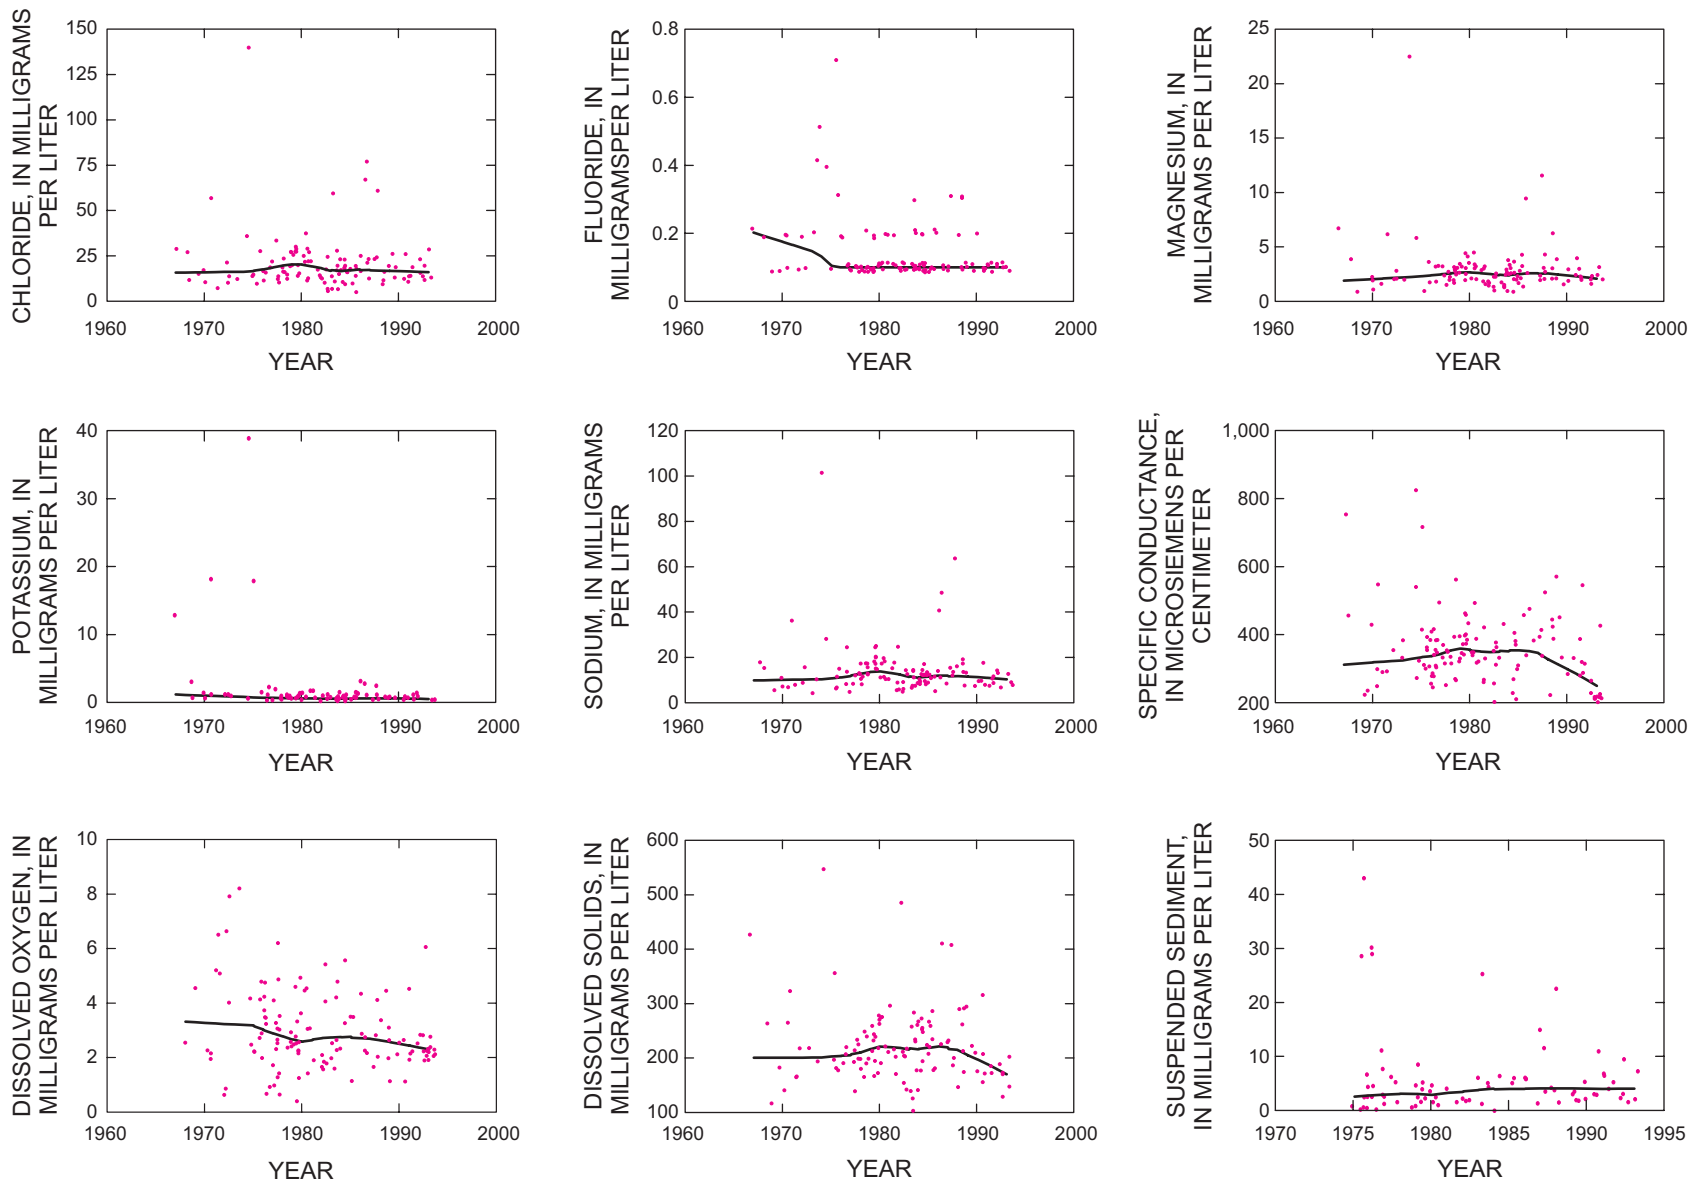 CHLORIDE, IN MILLIGRAMS
PER LITER
150
125
100
75
50
25
0
1960 1970 1980 1990 2000
YEAR
FLUORIDE, IN
MILLIGRAMSPER LITER
0.8
0.6
0.4
0.2
0
1960 1970 1980 1990 2000
YEAR
MAGNESIUM, IN
MILLIGRAMS PER LITER
25
20
15
10
5
0
1960 1970 1980 1990 2000
YEAR
POTASSIUM, IN
MILLIGRAMS PER LITER
40
30
20
10
0
1960 1970 1980 1990 2000
YEAR
SODIUM, IN MILLIGRAMS
PER LITER
120
100
80
60
40
20
0
1960 1970 1980 1990 2000
YEAR
SPECIFIC CONDUCTANCE,
IN MICROSIEMENS PER
CENTIMETER
1,000
800
600
400
200
1960 1970 1980 1990 2000
YEAR
DISSOLVED OXYGEN, IN
MILLIGRAMS PER LITER
10
8
6
4
2
0
1960 1970 1980 1990 2000
YEAR
DISSOLVED SOLIDS, IN
MILLIGRAMS PER LITER
600
500
400
300
200
100
1960 1970 1980 1990 2000
YEAR
SUSPENDED SEDIMENT,
IN MILLIGRAMS PER LITER
50
40
30
20
10
0
1970 1975 1980 1985 1990 1995
YEAR